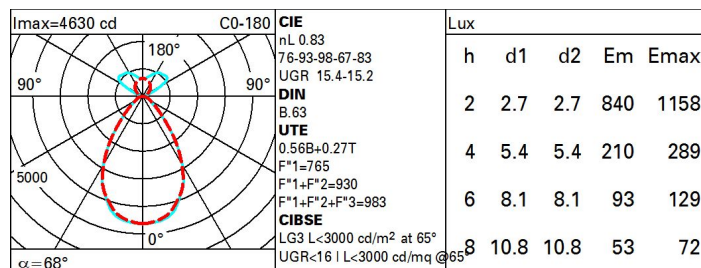 Imax=4630 cd C0-180
180°
90° 90°
5000
0°
α=68°
CIE
nL 0.83
76-93-98-67-83
UGR 15.4-15.2
DIN
B.63
UTE
0.56B+0.27T
F"1=765
F"1+F"2=930
F"1+F"2+F"3=983
CIBSE
LG3 L<3000 cd/m² at 65°
UGR<16 | L<3000 cd/mq @65°
Lux
h d1 d2 Em Emax
2 2.7 2.7 840 1158
4 5.4 5.4 210 289
6 8.1 8.1 93 129
8 10.8 10.8 53 72